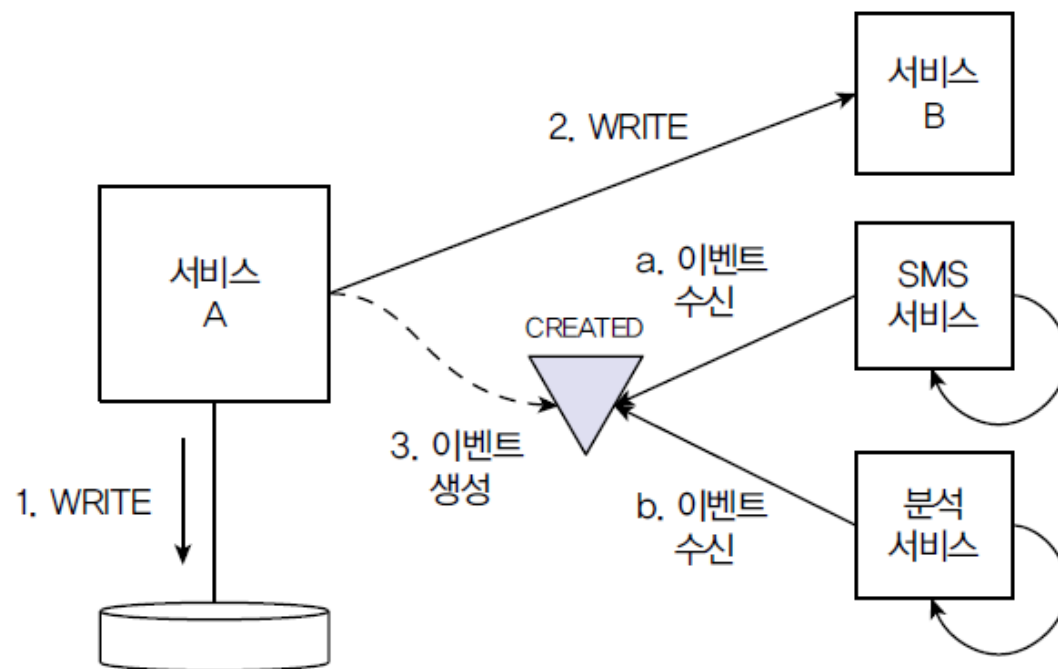 서비스
B
2. WRITE
서비스
A
a. 이벤트
수신
SMS
서비스
CREATED
3. 이벤트
생성
1. WRITE
b. 이벤트
수신
분석
서비스